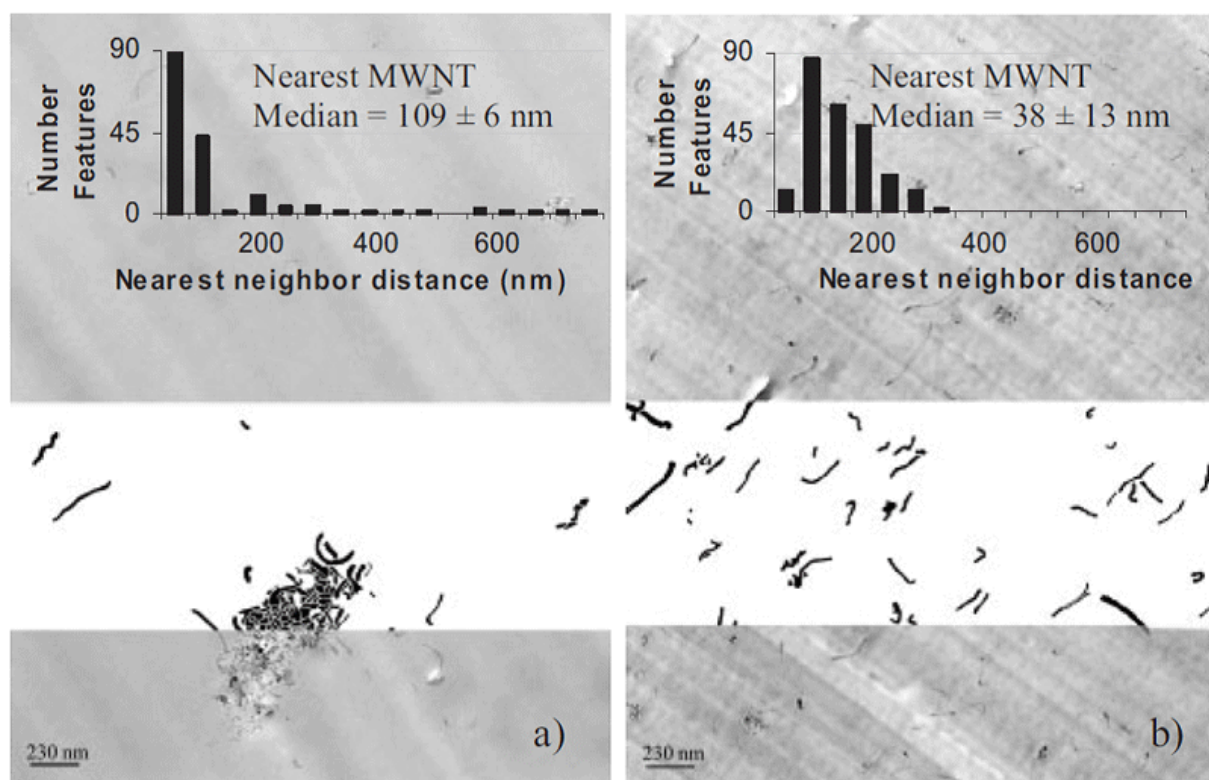 90
45
0
Number
Features
Nearest MWNT
Median = 109 ± 6 nm
200
400
600
Nearest neighbor distance (nm)
230 nm
a)
90
45
0
Number
Features
Nearest MWNT
Median = 38 ± 13 nm
200
400
600
Nearest neighbor distance
230 nm
b)